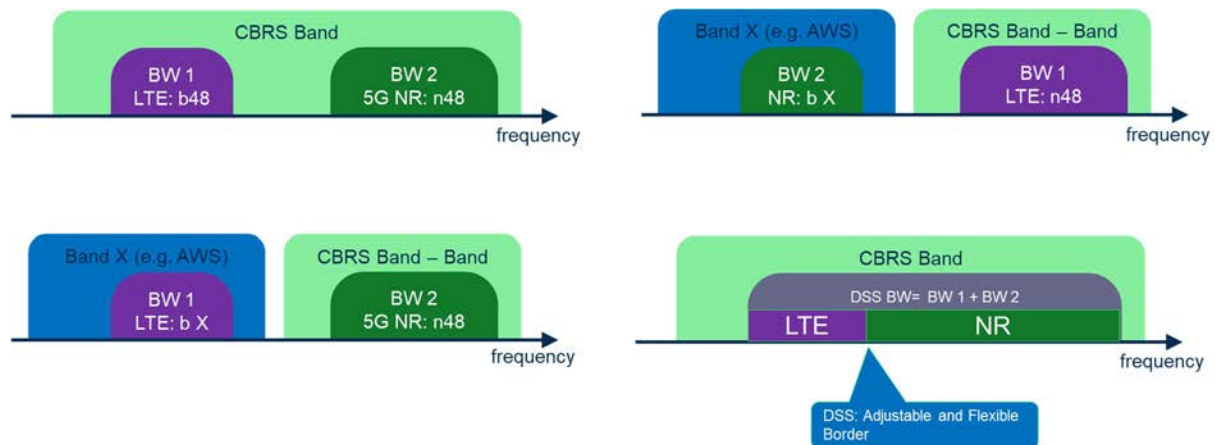 CBRS Band
BW 1
LTE: b48
BW 2
5G NR: n48
frequency
Band X (e.g. AWS)
BW 2
NR: b X
CBRS Band – Band
BW 1
LTE: n48
frequency
Band X (e.g. AWS)
BW 1
LTE: b X
CBRS Band – Band
BW 2
5G NR: n48
frequency
CBRS Band
DSS BW= BW 1 + BW 2
LTE
NR
frequency
DSS: Adjustable and Flexible
Border